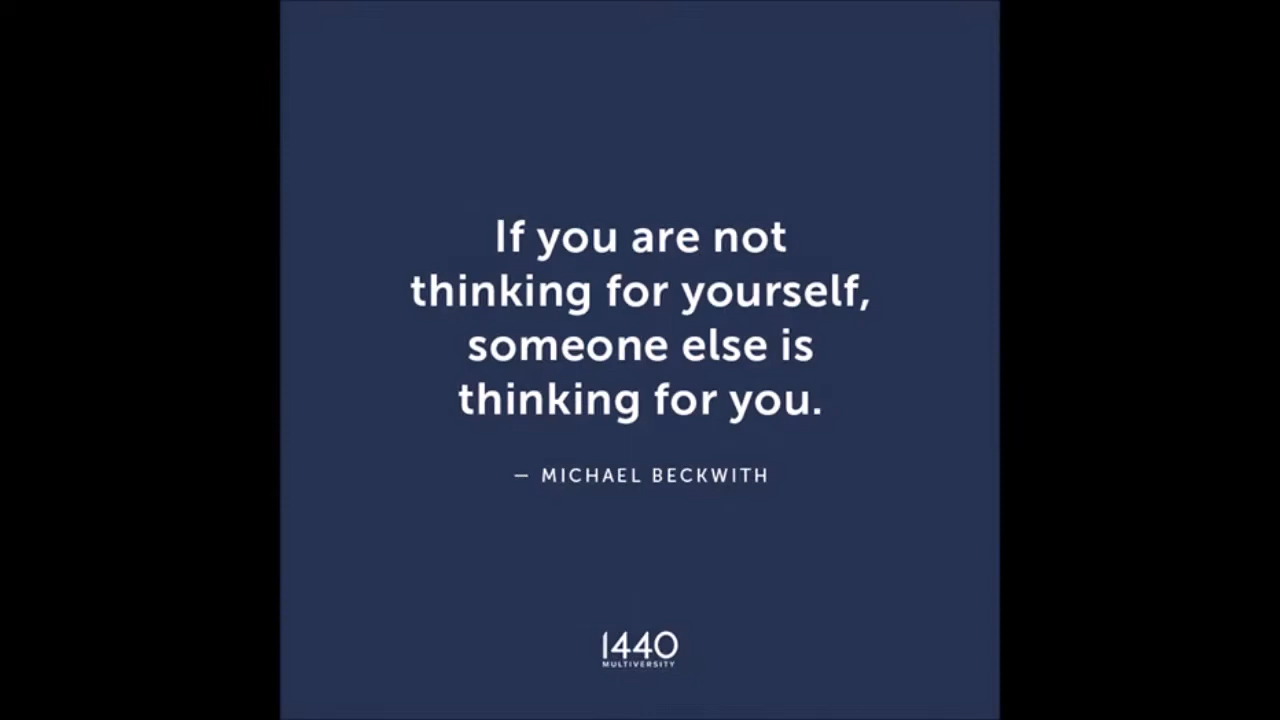 If you are not
thinking for yourself,
someone else is
thinking for you.
— MICHAEL BECKWITH
1440
MULTIVERSITY